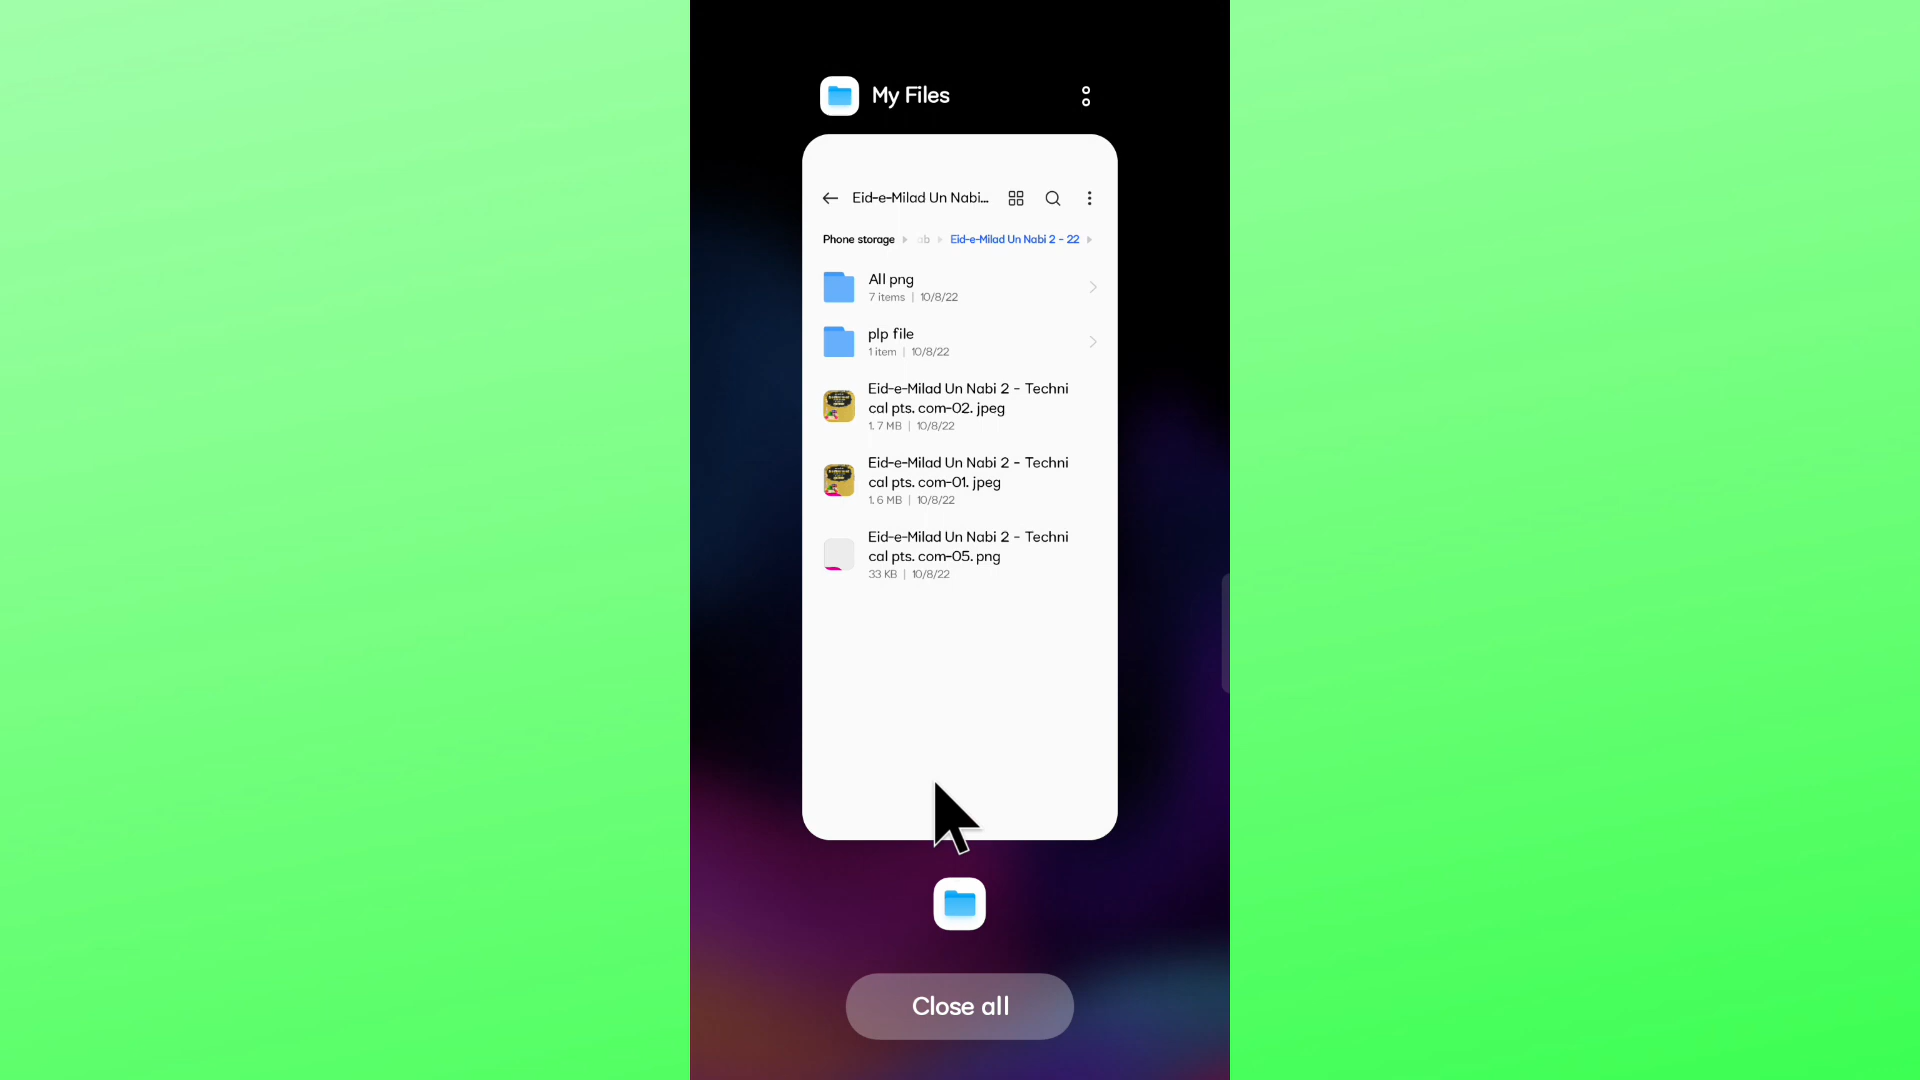 My Files
Eid-e-Milad Un Nabi...
Phone storage ab Eid-e-Milad Un Nabi 2 - 22
All png
7 items | 10/8/22
plp file
1 item | 10/8/22
Eid-e-Milad Un Nabi 2 - Techni
cal pts. com-02. jpeg
1. 7 MB | 10/8/22
Eid-e-Milad Un Nabi 2 - Techni
cal pts. com-01. jpeg
1. 6 MB | 10/8/22
Eid-e-Milad Un Nabi 2 - Techni
cal pts. com-05. png
33 KB | 10/8/22
Close all